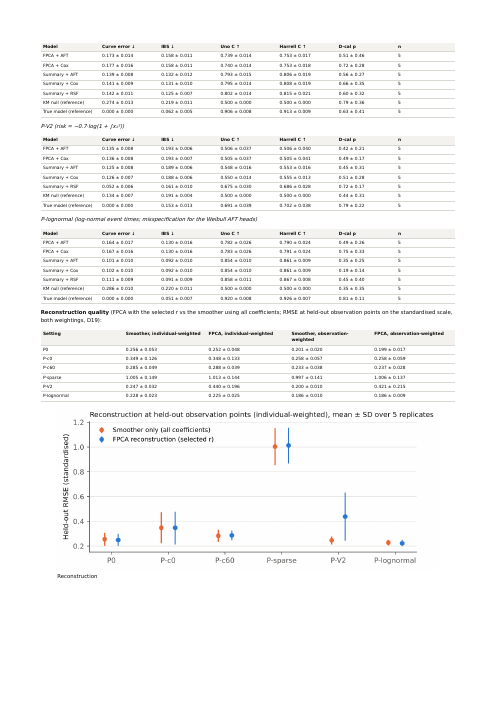 Model Curve error ↓ IBS ↓ Uno C ↑ Harrell C ↑ D-cal p n
FPCA + AFT 0.173 ± 0.014 0.158 ± 0.011 0.739 ± 0.014 0.753 ± 0.017 0.51 ± 0.46 5
FPCA + Cox 0.177 ± 0.016 0.158 ± 0.011 0.740 ± 0.014 0.753 ± 0.018 0.72 ± 0.28 5
Summary + AFT 0.139 ± 0.008 0.132 ± 0.012 0.793 ± 0.015 0.806 ± 0.019 0.56 ± 0.27 5
Summary + Cox 0.141 ± 0.009 0.131 ± 0.010 0.795 ± 0.014 0.808 ± 0.019 0.66 ± 0.35 5
Summary + RSF 0.142 ± 0.011 0.125 ± 0.007 0.802 ± 0.014 0.815 ± 0.021 0.60 ± 0.32 5
KM null (reference) 0.274 ± 0.013 0.219 ± 0.011 0.500 ± 0.000 0.500 ± 0.000 0.79 ± 0.36 5
True model (reference) 0.000 ± 0.000 0.062 ± 0.005 0.906 ± 0.008 0.913 ± 0.009 0.63 ± 0.41 5
P-V2 (risk = −0.7·log(1 + ∫x²))
Model Curve error ↓ IBS ↓ Uno C ↑ Harrell C ↑ D-cal p n
FPCA + AFT 0.135 ± 0.008 0.193 ± 0.006 0.506 ± 0.037 0.506 ± 0.040 0.42 ± 0.21 5
FPCA + Cox 0.136 ± 0.008 0.193 ± 0.007 0.505 ± 0.037 0.505 ± 0.041 0.49 ± 0.17 5
Summary + AFT 0.125 ± 0.008 0.189 ± 0.006 0.548 ± 0.016 0.553 ± 0.016 0.45 ± 0.31 5
Summary + Cox 0.126 ± 0.007 0.188 ± 0.006 0.550 ± 0.014 0.555 ± 0.013 0.51 ± 0.28 5
Summary + RSF 0.052 ± 0.006 0.161 ± 0.010 0.675 ± 0.030 0.686 ± 0.028 0.72 ± 0.17 5
KM null (reference) 0.134 ± 0.007 0.191 ± 0.004 0.500 ± 0.000 0.500 ± 0.000 0.44 ± 0.31 5
True model (reference) 0.000 ± 0.000 0.153 ± 0.013 0.691 ± 0.039 0.702 ± 0.038 0.79 ± 0.22 5
P-lognormal (log-normal event times; misspecification for the Weibull AFT heads)
Model Curve error ↓ IBS ↓ Uno C ↑ Harrell C ↑ D-cal p n
FPCA + AFT 0.164 ± 0.017 0.130 ± 0.016 0.782 ± 0.026 0.790 ± 0.024 0.49 ± 0.26 5
FPCA + Cox 0.167 ± 0.015 0.130 ± 0.016 0.783 ± 0.026 0.791 ± 0.024 0.75 ± 0.33 5
Summary + AFT 0.101 ± 0.010 0.092 ± 0.010 0.854 ± 0.010 0.861 ± 0.009 0.35 ± 0.25 5
Summary + Cox 0.102 ± 0.010 0.092 ± 0.010 0.854 ± 0.011 0.861 ± 0.009 0.19 ± 0.14 5
Summary + RSF 0.111 ± 0.010 0.091 ± 0.009 0.858 ± 0.011 0.867 ± 0.008 0.45 ± 0.40 5
KM null (reference) 0.286 ± 0.010 0.220 ± 0.011 0.500 ± 0.000 0.500 ± 0.000 0.35 ± 0.35 5
True model (reference) 0.000 ± 0.000 0.051 ± 0.007 0.920 ± 0.008 0.926 ± 0.007 0.81 ± 0.11 5
Reconstruction quality (FPCA with the selected r vs the smoother using all coefficients; RMSE at held-out observation points on the standardised scale,
both weightings, D19):
Setting Smoother, individual-weighted FPCA, individual-weighted Smoother, observation-weighted FPCA, observation-weighted
P0 0.256 ± 0.053 0.252 ± 0.048 0.201 ± 0.020 0.199 ± 0.017
P-c0 0.349 ± 0.126 0.348 ± 0.133 0.258 ± 0.057 0.258 ± 0.059
P-c60 0.285 ± 0.049 0.288 ± 0.039 0.233 ± 0.038 0.237 ± 0.028
P-sparse 1.005 ± 0.149 1.013 ± 0.144 0.997 ± 0.141 1.006 ± 0.137
P-V2 0.247 ± 0.032 0.440 ± 0.196 0.200 ± 0.010 0.421 ± 0.215
P-lognormal 0.228 ± 0.023 0.225 ± 0.025 0.186 ± 0.010 0.186 ± 0.009
Reconstruction at held-out observation points (individual-weighted), mean ± SD over 5 replicates
Smoother only (all coefficients)
FPCA reconstruction (selected r)
Held-out RMSE (standardised)
1.2
1.0
0.8
0.6
0.4
0.2
P0 P-c0 P-c60 P-sparse P-V2 P-lognormal
Reconstruction